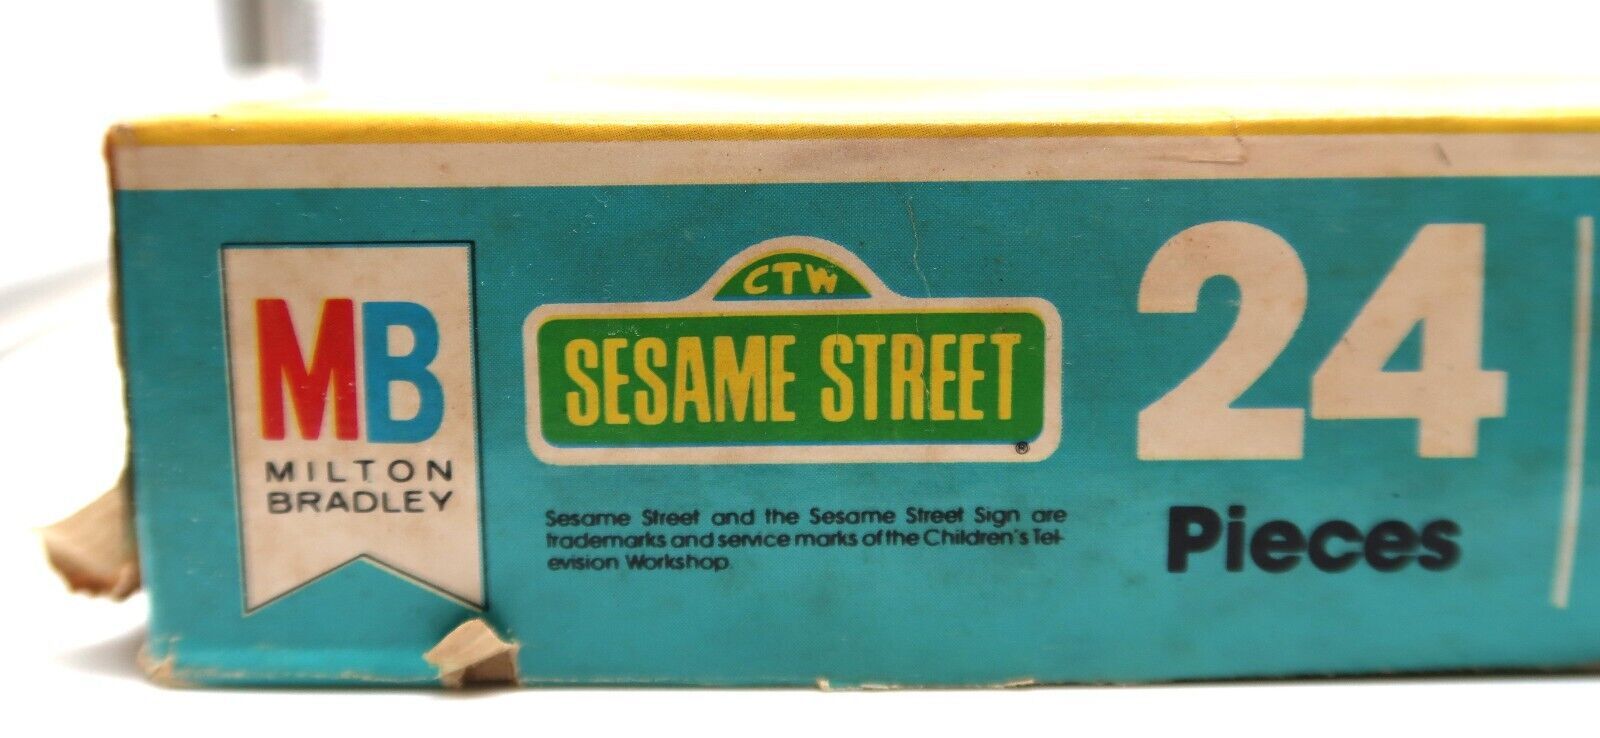 MB
MILTON
BRADLEY
CTW
SESAME STREET
®
Sesame Street and the Sesame Street Sign are
trademarks and service marks of the Children's Tel-
evision Workshop.
24
Pieces